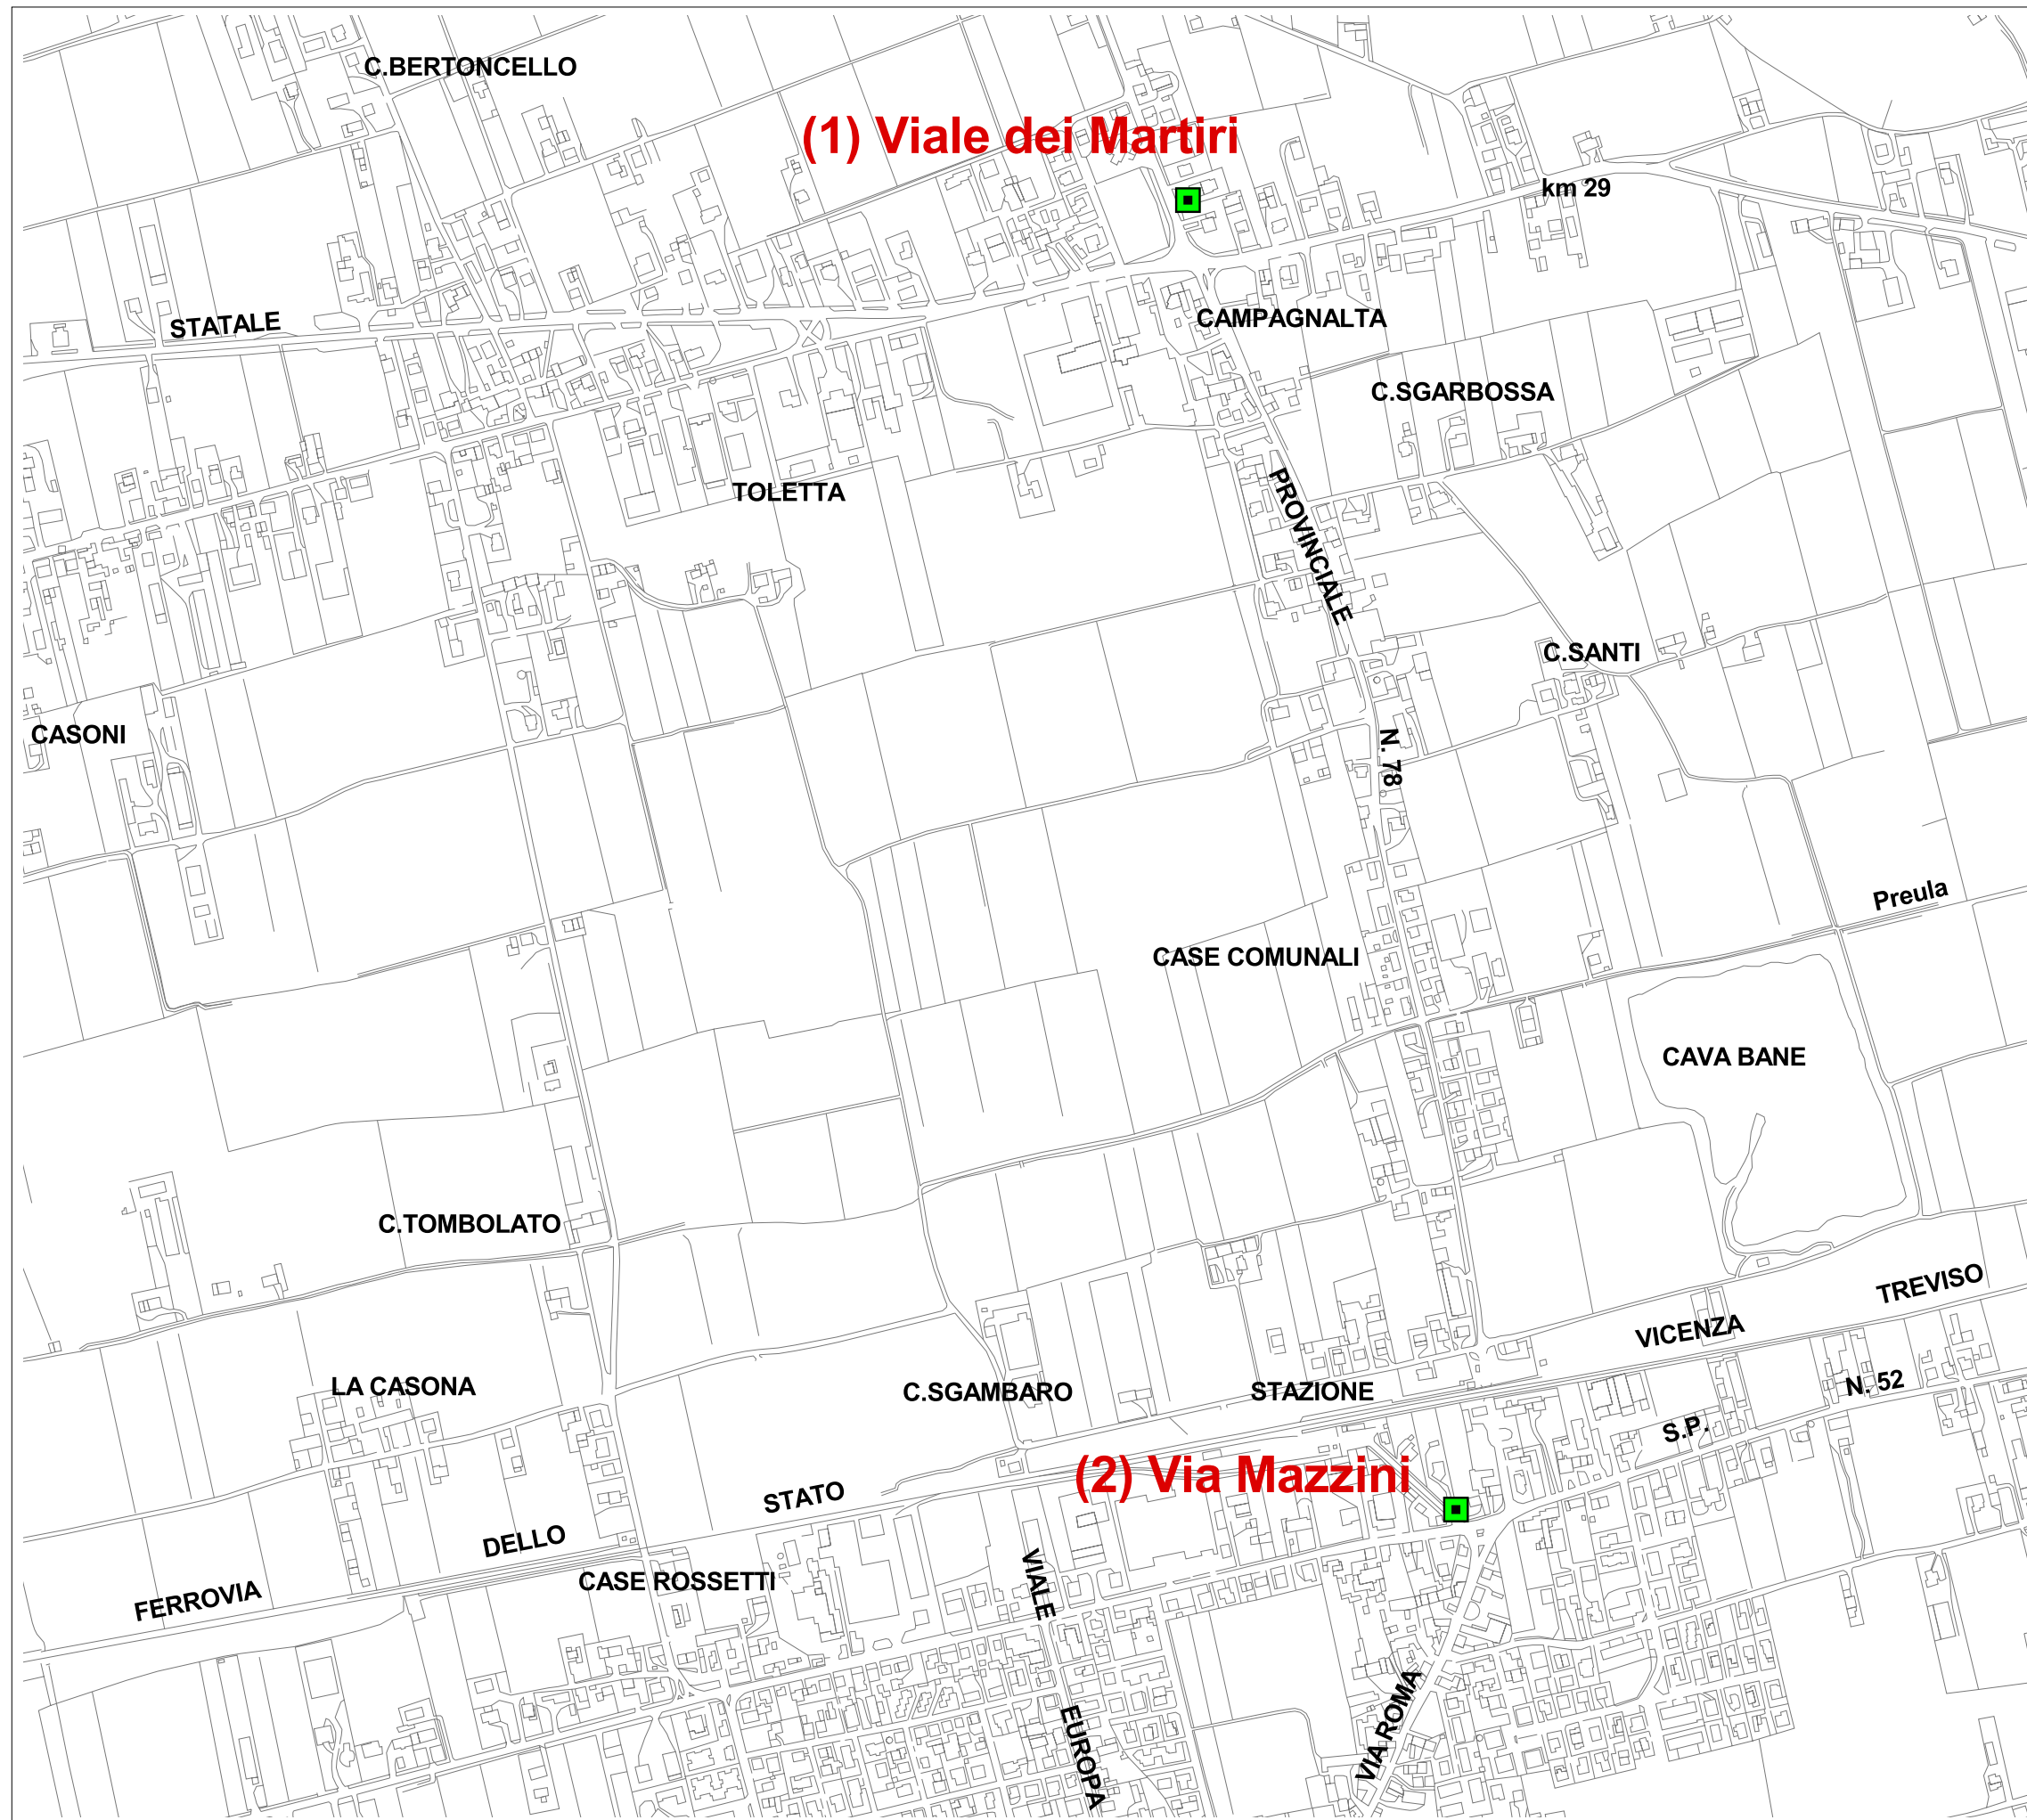 C.BERTONCELLO
(1) Viale dei Martiri
km 29
STATALE
CAMPAGNALTA
C.SGARBOSSA
TOLETTA
PROVINCIALE
C.SANTI
CASONI
N. 78
Preula
CASE COMUNALI
CAVA BANE
C.TOMBOLATO
TREVISO
VICENZA
LA CASONA
C.SGAMBARO
STAZIONE
N. 52
S.P.
(2) Via Mazzini
STATO
DELLO
CASE ROSSETTI
VIALE
FERROVIA
VIA ROMA
EUROPA